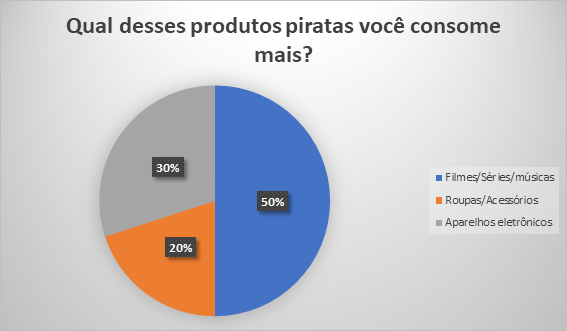 Qual desses produtos piratas você consome
mais?
30%
50%
20%
Filmes/Séries/músicas
Roupas/Acessórios
Aparelhos eletrônicos